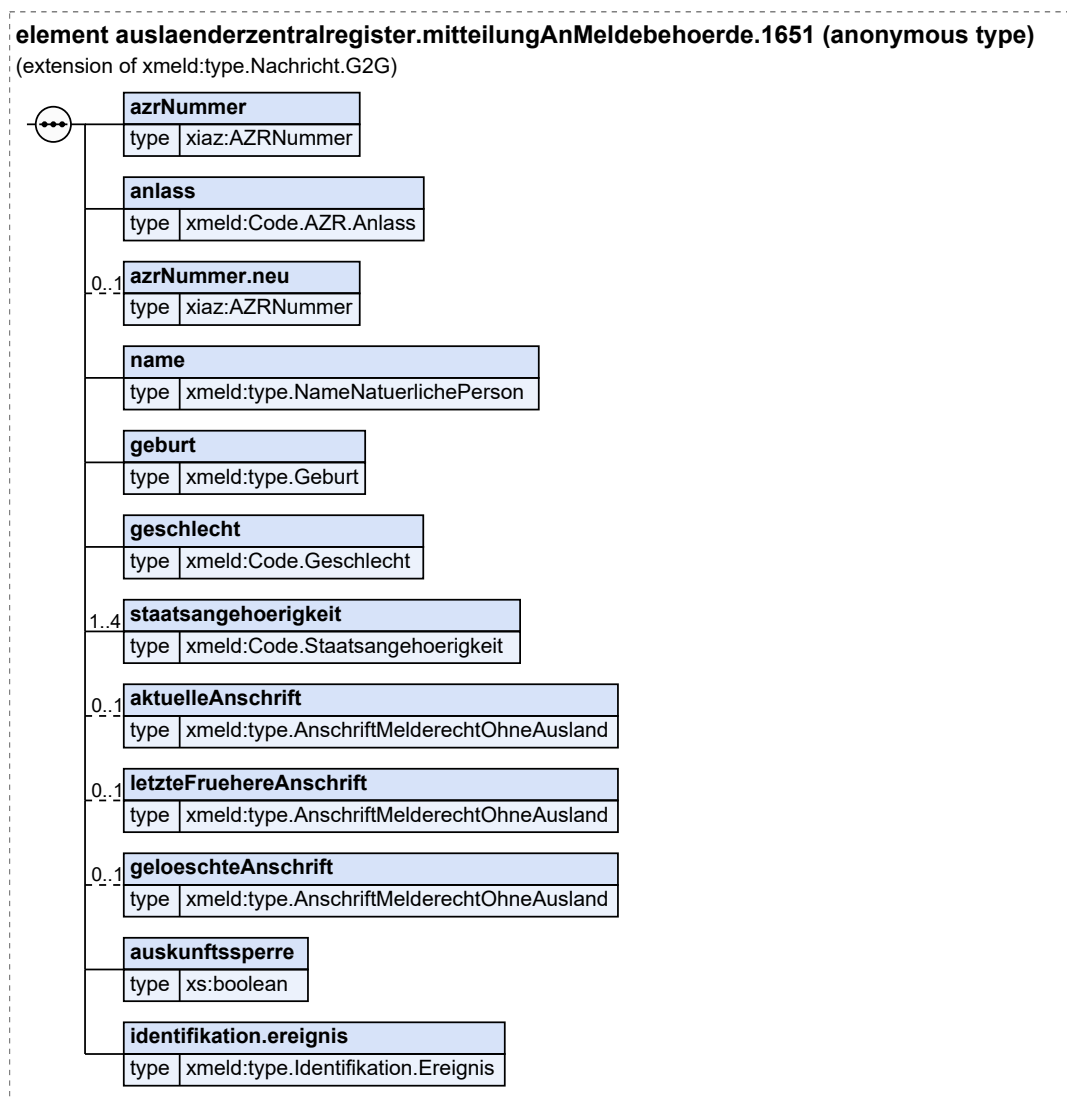 element auslaenderzentralregister.mitteilungAnMeldebehoerde.1651 (anonymous type)
(extension of xmeld:type.Nachricht.G2G)
azrNummer
type xiaz:AZRNummer
anlass
type xmeld:Code.AZR.Anlass
0..1 azrNummer.neu
type xiaz:AZRNummer
name
type xmeld:type.NameNatuerlichePerson
geburt
type xmeld:type.Geburt
geschlecht
type xmeld:Code.Geschlecht
1..4 staatsangehoerigkeit
type xmeld:Code.Staatsangehoerigkeit
0..1 aktuelleAnschrift
type xmeld:type.AnschriftMelderechtOhneAusland
0..1 letzteFruehereAnschrift
type xmeld:type.AnschriftMelderechtOhneAusland
0..1 geloeschteAnschrift
type xmeld:type.AnschriftMelderechtOhneAusland
auskunftssperre
type xs:boolean
identifikation.ereignis
type xmeld:type.Identifikation.Ereignis